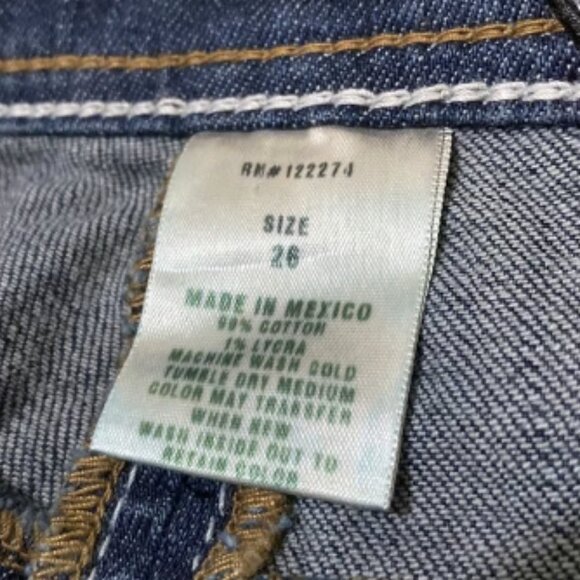 RN# 122274
SIZE
26
MADE IN MEXICO
99% COTTON
1% LYCRA
MACHINE WASH COLD
TUMBLE DRY MEDIUM
COLOR MAY TRANSFER
WHEN NEW
WASH INSIDE OUT TO
RETAIN COLOR